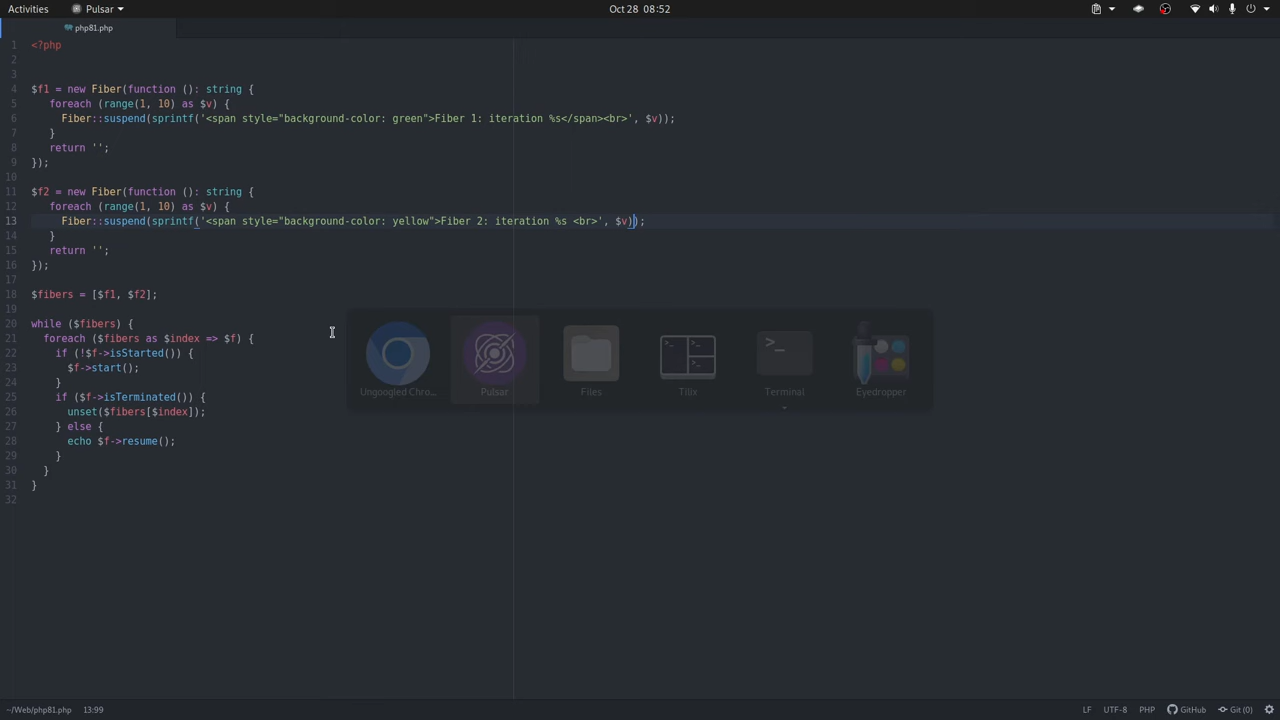 Activities
Pulsar
Oct 28 08:52
php81.php
1 <?php
2
3
4 $f1 = new Fiber(function (): string {
5 foreach (range(1, 10) as $v) {
6 Fiber::suspend(sprintf('<span style="background-color: green">Fiber 1: iteration %s</span><br>', $v));
7 }
8 return '';
9 });
10
11 $f2 = new Fiber(function (): string {
12 foreach (range(1, 10) as $v) {
13 Fiber::suspend(sprintf('<span style="background-color: yellow">Fiber 2: iteration %s <br>', $v));
14 }
15 return '';
16 });
17
18 $fibers = [$f1, $f2];
19
20 while ($fibers) {
21 foreach ($fibers as $index => $f) {
22 if (!$f->isStarted()) {
23 $f->start();
24 }
25 if ($f->isTerminated()) {
26 unset($fibers[$index]);
27 } else {
28 echo $f->resume();
29 }
30 }
31 }
32
Ungoogled Chro... Pulsar Files Tilix Terminal Eyedropper
~/Web/php81.php 13:99 LF UTF-8 PHP GitHub Git (0)